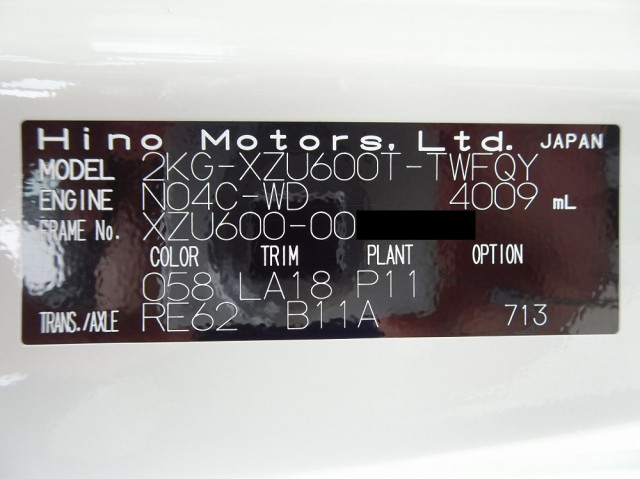 Hino Motors, Ltd. JAPAN
MODEL 2KG-XZU600T-TWFQY
ENGINE N04C-WD 4009 mL
FRAME No. XZU600-00
COLOR TRIM PLANT OPTION
058 LA18 P11
TRANS./AXLE RE62 B11A 713